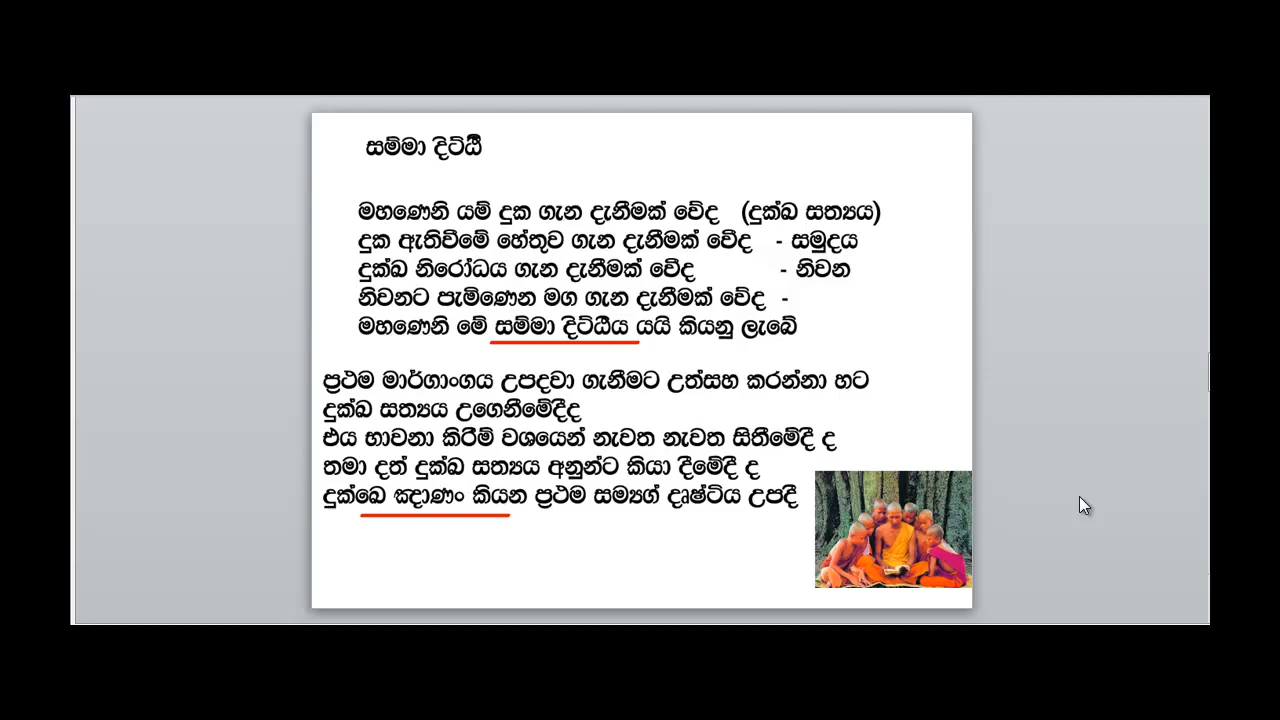 සම්මා දිට්ඨී
මහණෙනි යම් දුක ගැන දැනීමක් වේද (දුක්ඛ සත්‍යය)
දුක ඇතිවීමේ හේතුව ගැන දැනීමක් වේද - සමුදය
දුක්ඛ නිරෝධය ගැන දැනීමක් වේද - නිවන
නිවනට පැමිණෙන මග ගැන දැනීමක් වේද -
මහණෙනි මේ සම්මා දිට්ඨීය යයි කියනු ලැබේ
ප්‍රථම මාර්ගාංගය උපදවා ගැනීමට උත්සහ කරන්නා හට
දුක්ඛ සත්‍යය උගෙනීමේදීද
එය භාවනා කිරීම් වශයෙන් නැවත නැවත සිතීමේදී ද
තමා දත් දුක්ඛ සත්‍යය අනුන්ට කියා දීමේදී ද
දුක්ඛෙ ඤාණං කියන ප්‍රථම සම්‍යග් දෘෂ්ටිය උපදී